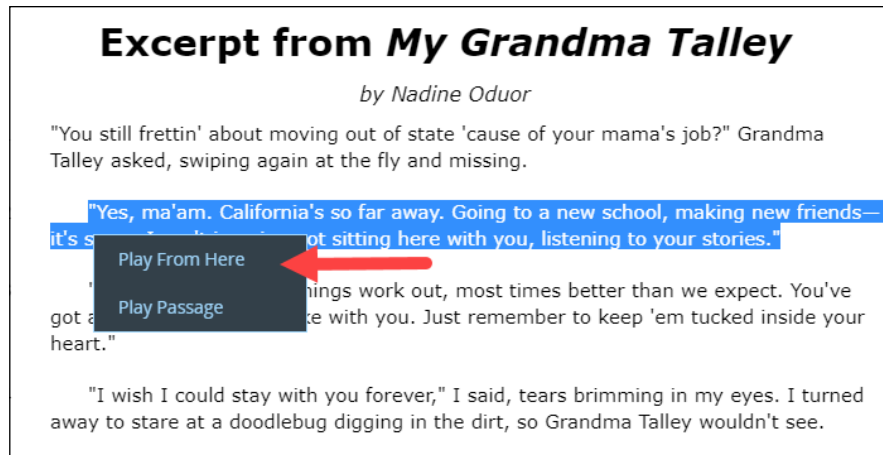 Excerpt from My Grandma Talley
by Nadine Oduor
"You still frettin' about moving out of state 'cause of your mama's job?" Grandma
Talley asked, swiping again at the fly and missing.
"Yes, ma'am. California's so far away. Going to a new school, making new friends—
it's sitting here with you, listening to your stories."
Play From Here
work out, most times better than we expect. You've
got
Play Passage
with you. Just remember to keep 'em tucked inside your
heart."
"I wish I could stay with you forever," I said, tears brimming in my eyes. I turned
away to stare at a doodlebug digging in the dirt, so Grandma Talley wouldn't see.